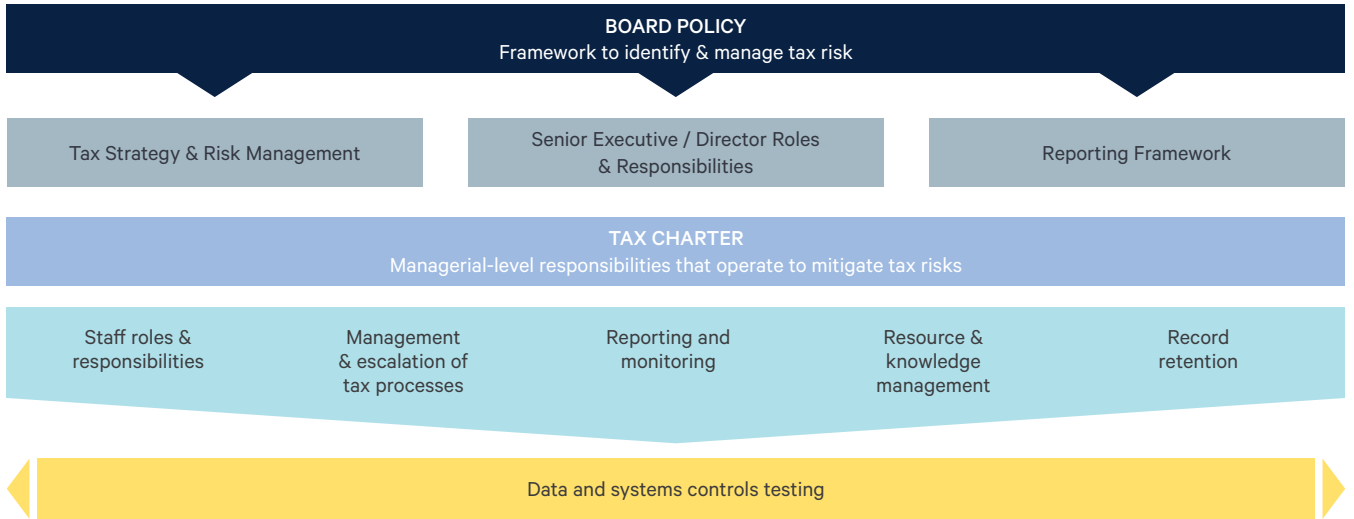 BOARD POLICY
Framework to identify & manage tax risk
Tax Strategy & Risk Management
Senior Executive / Director Roles
& Responsibilities
Reporting Framework
TAX CHARTER
Managerial-level responsibilities that operate to mitigate tax risks
Staff roles &
responsibilities
Management
& escalation of
tax processes
Reporting and
monitoring
Resource &
knowledge
management
Record
retention
Data and systems controls testing